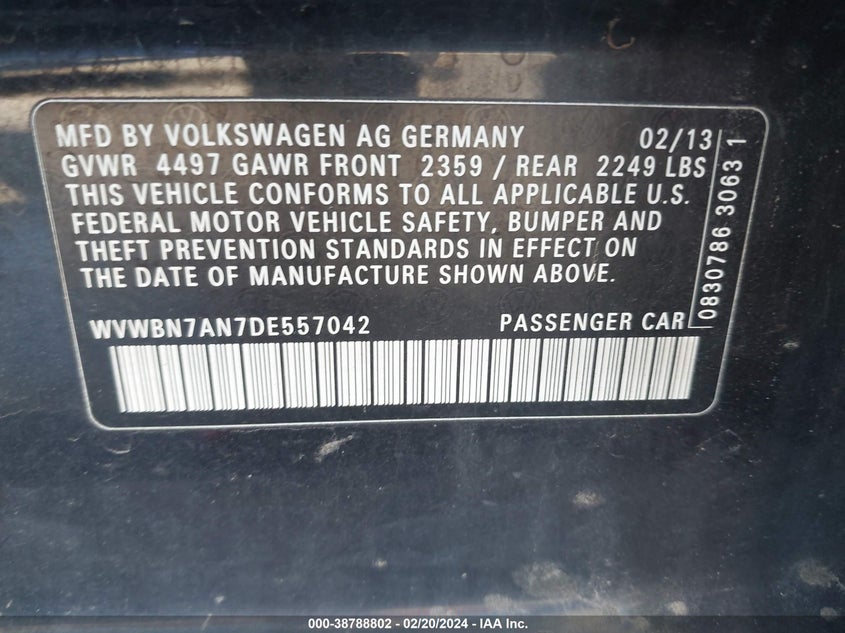 MFD BY VOLKSWAGEN AG GERMANY 02/13
GVWR 4497 GAWR FRONT 2359 / REAR 2249 LBS
THIS VEHICLE CONFORMS TO ALL APPLICABLE U.S.
FEDERAL MOTOR VEHICLE SAFETY, BUMPER AND
THEFT PREVENTION STANDARDS IN EFFECT ON
THE DATE OF MANUFACTURE SHOWN ABOVE.
WVWBN7AN7DE557042 PASSENGER CAR
0830786 3063 1
000-38788802 - 02/20/2024 - IAA Inc.